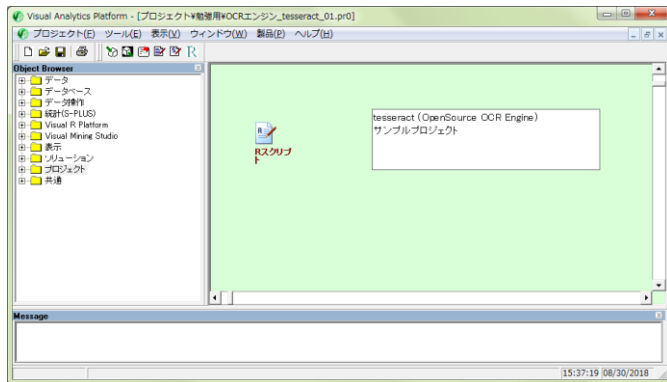 Visual Analytics Platform - [プロジェクト¥勉強用¥OCRエンジン_tesseract_01.pr0]
プロジェクト(F) ツール(E) 表示(V) ウィンドウ(W) 製品(P) ヘルプ(H)
R
Object Browser
データ
データベース
データ操作
統計(S-PLUS)
Visual R Platform
Visual Mining Studio
表示
ソリューション
プロジェクト
共通
R
Rスクリプ
ト
tesseract (OpenSource OCR Engine)
サンプルプロジェクト
Message
15:37:19 08/30/2018